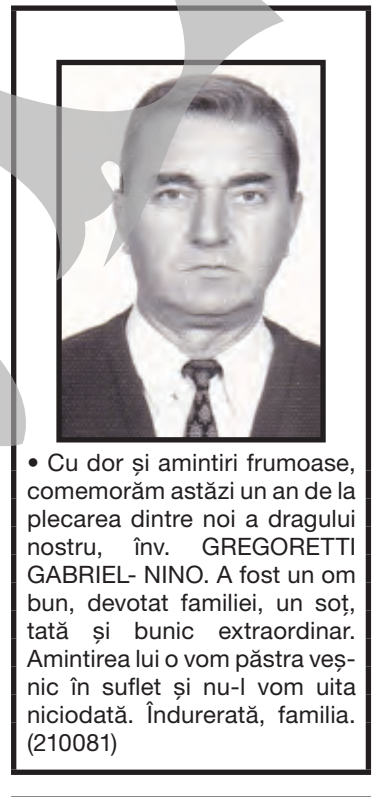 • Cu dor și amintiri frumoase,
comemorăm astăzi un an de la
plecarea dintre noi a dragului
nostru, înv. GREGORETTI
GABRIEL- NINO. A fost un om
bun, devotat familiei, un soț,
tată și bunic extraordinar.
Amintirea lui o vom păstra veș-
nic în suflet și nu-l vom uita
niciodată. Îndurerată, familia.
(210081)